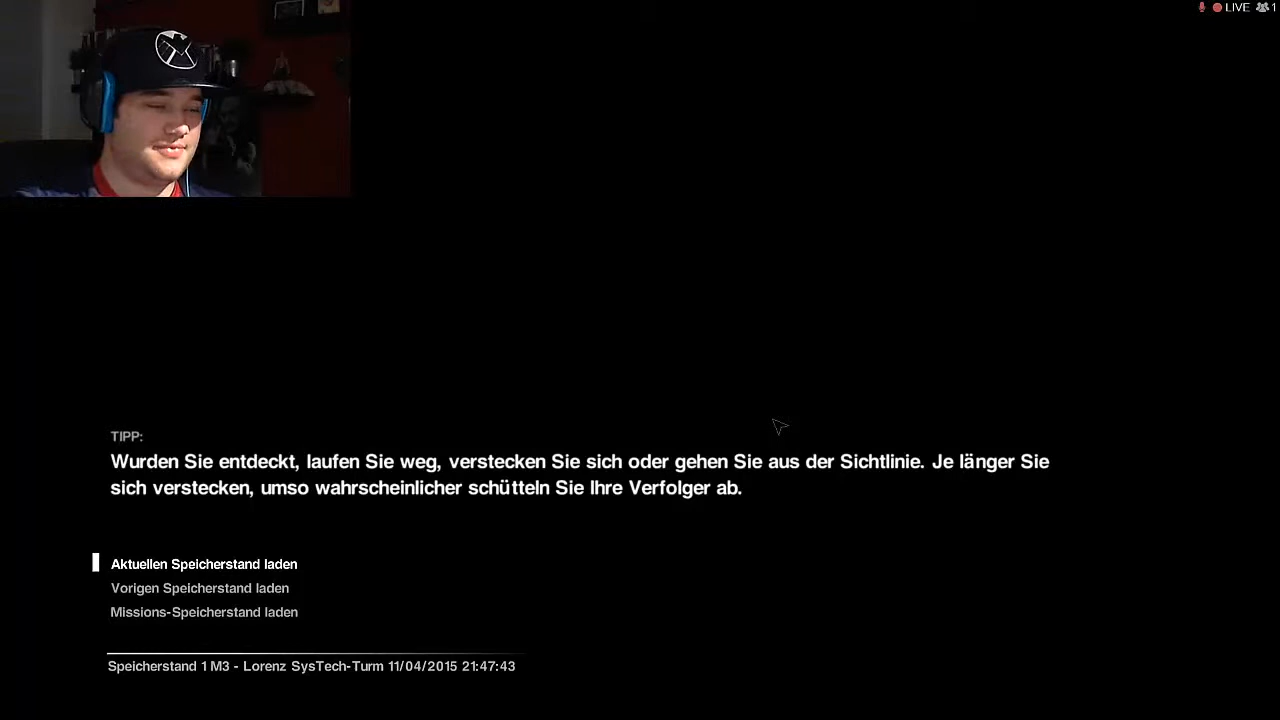 LIVE 1
TIPP:
Wurden Sie entdeckt, laufen Sie weg, verstecken Sie sich oder gehen Sie aus der Sichtlinie. Je länger Sie
sich verstecken, umso wahrscheinlicher schütteln Sie Ihre Verfolger ab.
Aktuellen Speicherstand laden
Vorigen Speicherstand laden
Missions-Speicherstand laden
Speicherstand 1 M3 - Lorenz SysTech-Turm 11/04/2015 21:47:43